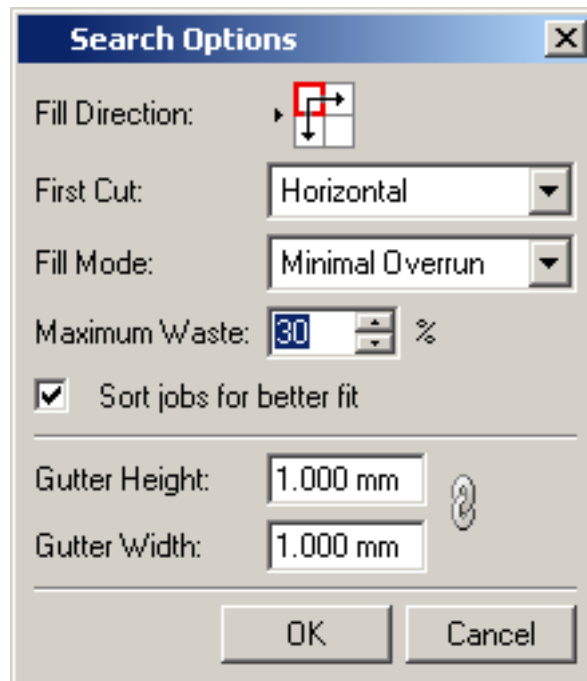 Search Options
Fill Direction:
First Cut: Horizontal
Fill Mode: Minimal Overrun
Maximum Waste: 30 %
Sort jobs for better fit
Gutter Height: 1.000 mm
Gutter Width: 1.000 mm
OK Cancel